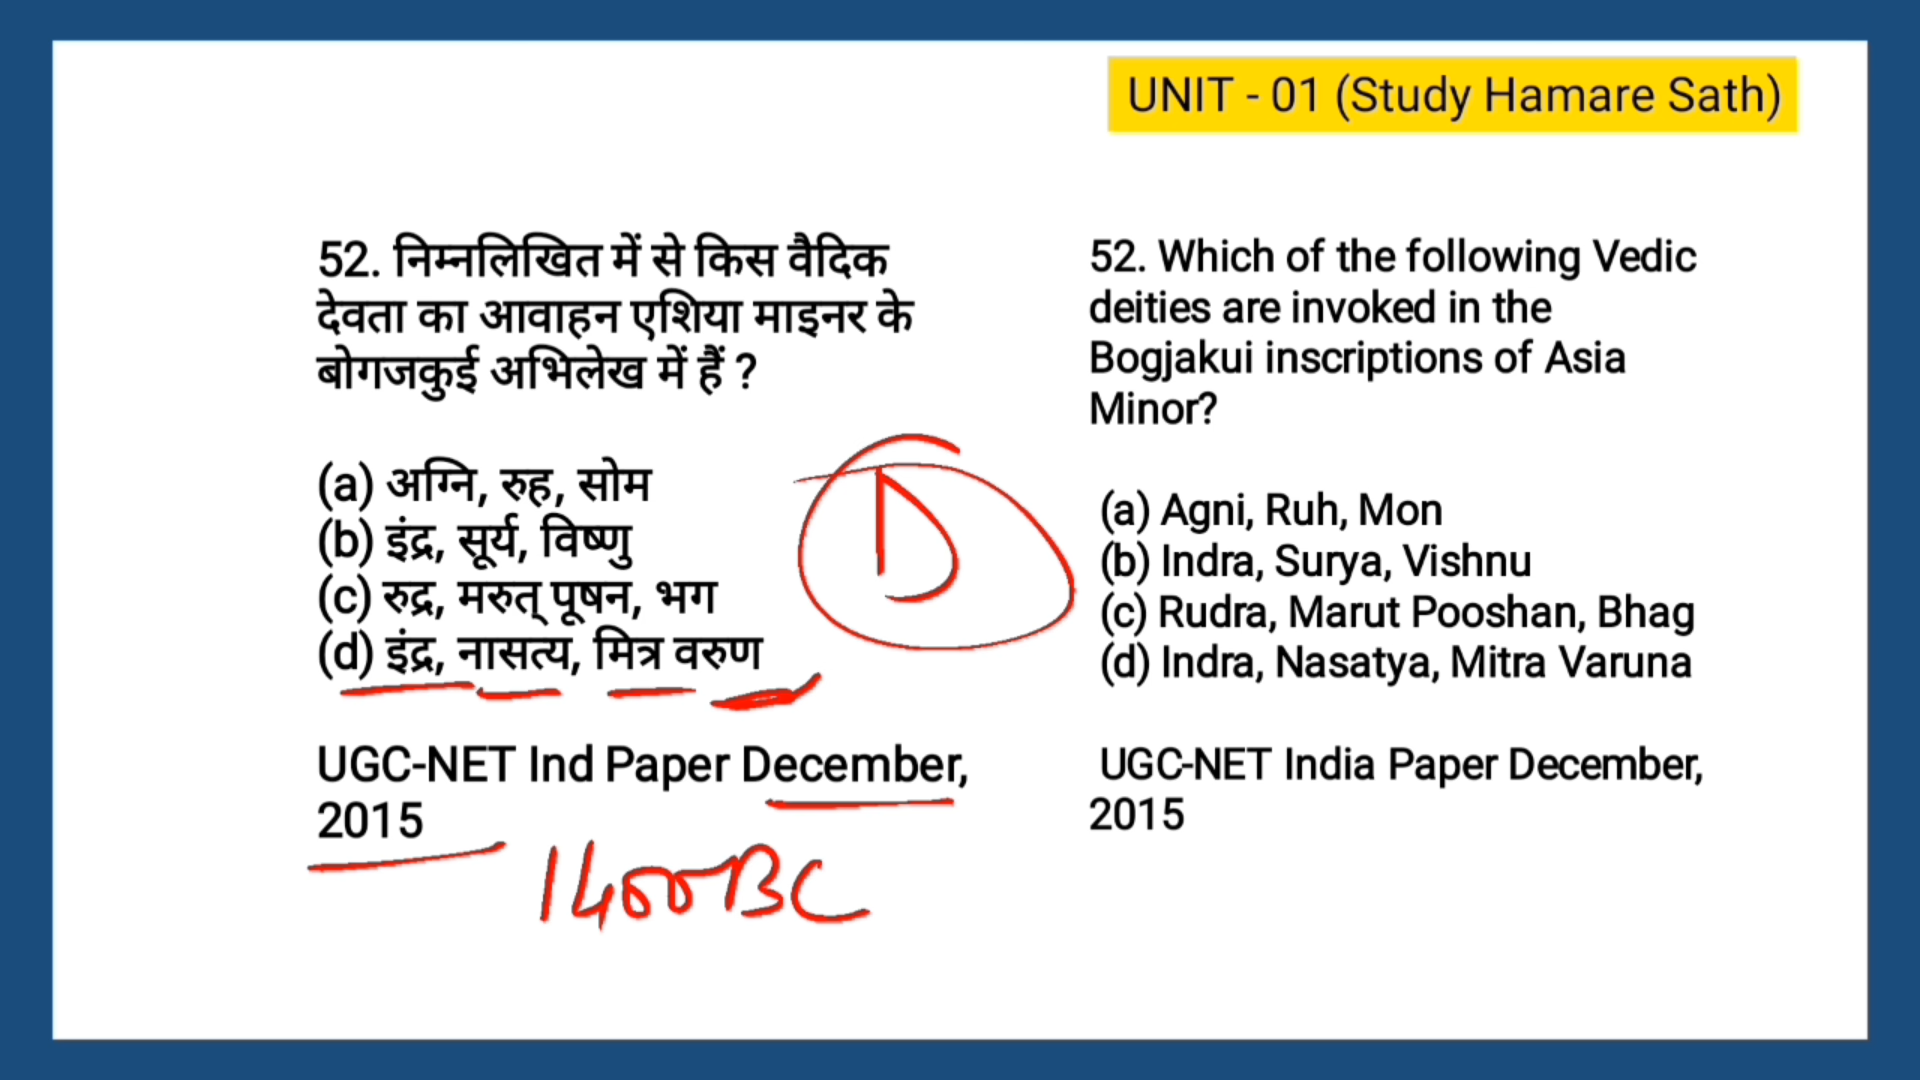 UNIT - 01 (Study Hamare Sath)
52. निम्नलिखित में से किस वैदिक
देवता का आवाहन एशिया माइनर के
बोगजकुई अभिलेख में हैं ?
(a) अग्नि, रुह, सोम
(b) इंद्र, सूर्य, विष्णु
(c) रुद्र, मरुत् पूषन, भग
(d) इंद्र, नासत्य, मित्र वरुण
UGC-NET Ind Paper December,
2015
1400BC
D
52. Which of the following Vedic
deities are invoked in the
Bogjakui inscriptions of Asia
Minor?
(a) Agni, Ruh, Mon
(b) Indra, Surya, Vishnu
(c) Rudra, Marut Pooshan, Bhag
(d) Indra, Nasatya, Mitra Varuna
UGC-NET India Paper December,
2015